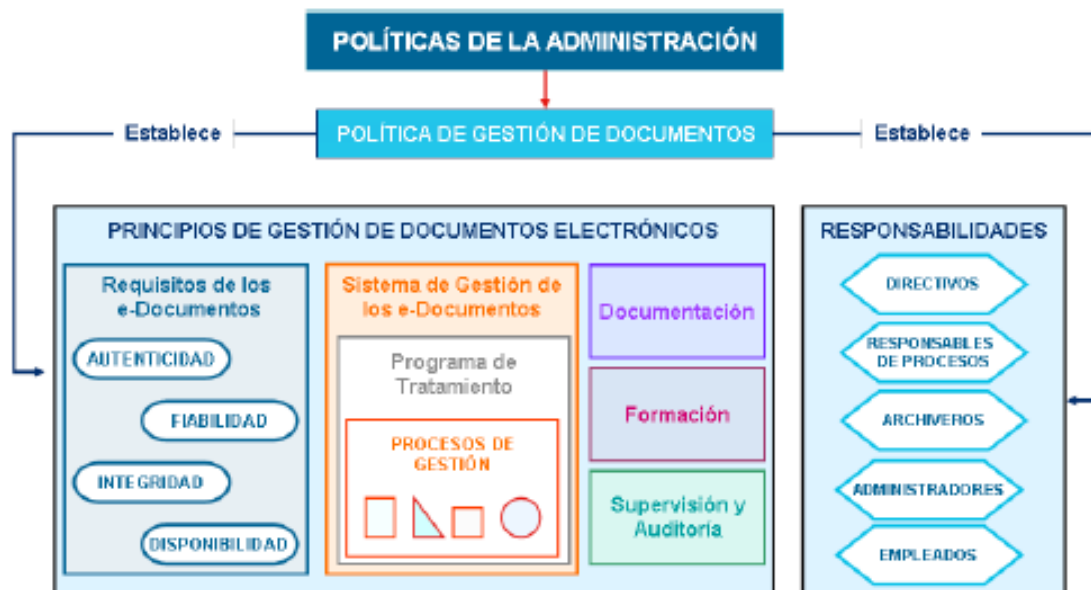 POLÍTICAS DE LA ADMINISTRACIÓN
Establece
POLÍTICA DE GESTIÓN DE DOCUMENTOS
Establece
PRINCIPIOS DE GESTIÓN DE DOCUMENTOS ELECTRÓNICOS
Requisitos de los
e-Documentos
AUTENTICIDAD
FIABILIDAD
INTEGRIDAD
DISPONIBILIDAD
Sistema de Gestión de
los e-Documentos
Programa de
Tratamiento
PROCESOS DE
GESTIÓN
Documentación
Formación
Supervisión y
Auditoría
RESPONSABILIDADES
DIRECTIVOS
RESPONSABLES
DE PROCESOS
ARCHIVEROS
ADMINISTRADORES
EMPLEADOS